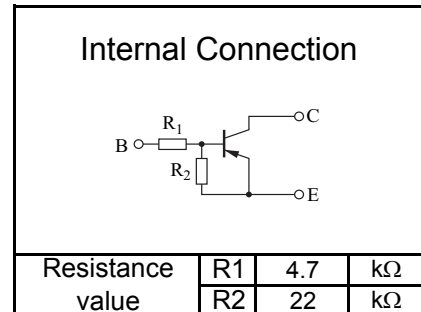 Internal Connection
R1
C
B
R2
E
Resistance value R1 4.7 kΩ
R2 22 kΩ